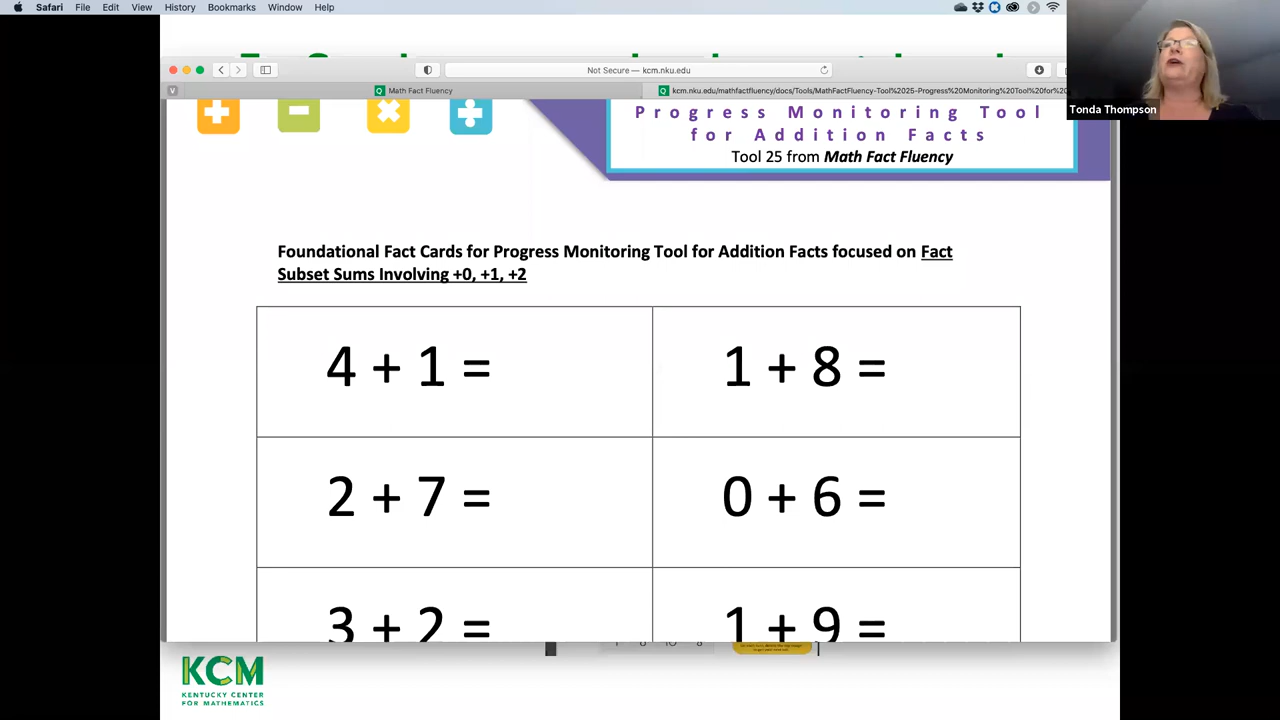 Safari File Edit View History Bookmarks Window Help
Not Secure — kcm.nku.edu
V Math Fact Fluency kcm.nku.edu/mathfactfluency/docs/Tools/MathFactFluency-Tool%2025-Progress%20Monitoring%20Tool%20for%20
Progress Monitoring Tool
for Addition Facts
Tool 25 from Math Fact Fluency
Tonda Thompson
Foundational Fact Cards for Progress Monitoring Tool for Addition Facts focused on Fact
Subset Sums Involving +0, +1, +2
4 + 1 =
1 + 8 =
2 + 7 =
0 + 6 =
3 + 2 =
1 + 9 =
KCM
KENTUCKY CENTER
FOR MATHEMATICS